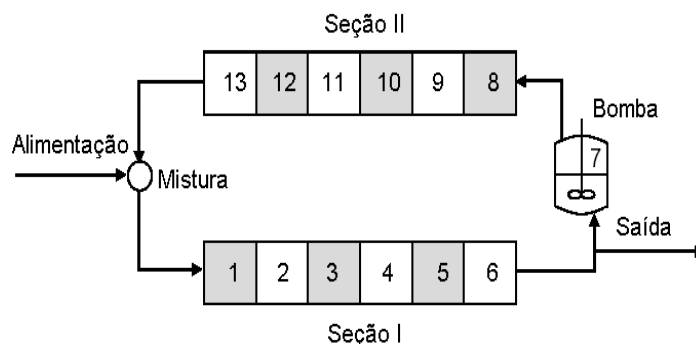 Seção II
13 12 11 10 9 8
Bomba
7
Alimentação
Mistura
Saída
1 2 3 4 5 6
Seção I